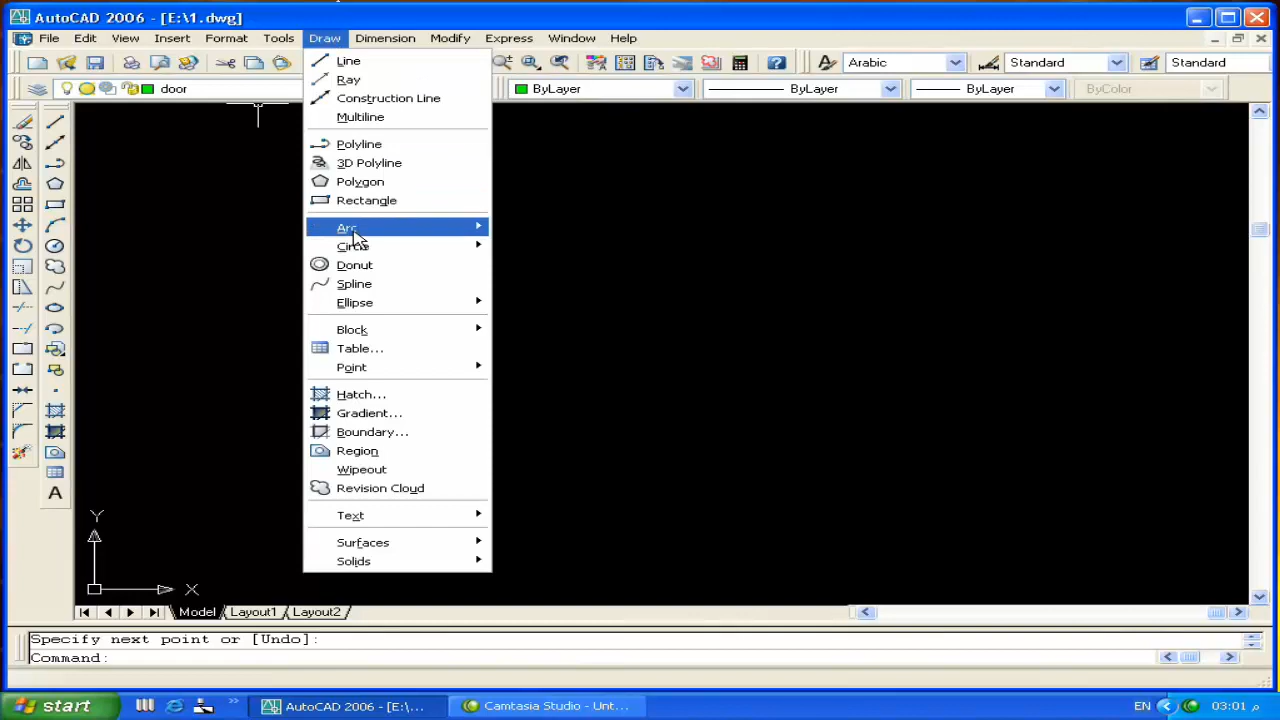 AutoCAD 2006 - [E:\1.dwg]
File Edit View Insert Format Tools Draw Dimension Modify Express Window Help
Arabic Standard Standard
door ByLayer ByLayer ByLayer ByColor
Line
Ray
Construction Line
Multiline
Polyline
3D Polyline
Polygon
Rectangle
Arc
Circle
Donut
Spline
Ellipse
Block
Table...
Point
Hatch...
Gradient...
Boundary...
Region
Wipeout
Revision Cloud
Text
Surfaces
Solids
A
Y
X
Model Layout1 Layout2
Specify next point or [Undo]:
Command:
start AutoCAD 2006 - [E:\... Camtasia Studio - Unt... EN 03:01 م